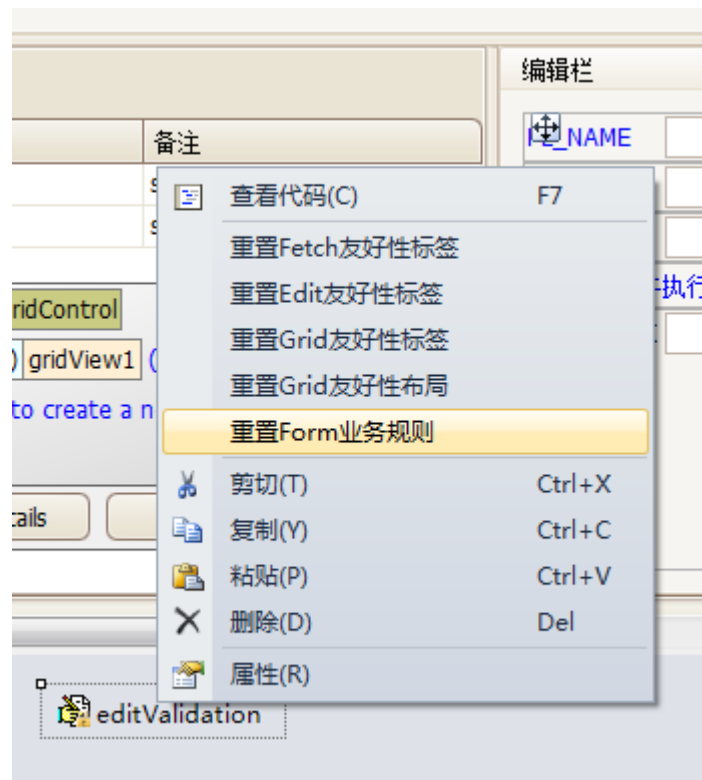 编辑栏
备注
_NAME
查看代码(C) F7
重置Fetch友好性标签
重置Edit友好性标签
重置Grid友好性标签
重置Grid友好性布局
重置Form业务规则
剪切(T) Ctrl+X
复制(Y) Ctrl+C
粘贴(P) Ctrl+V
删除(D) Del
属性(R)
执行
ridControl
) gridView1 (
to create a n
ails
editValidation